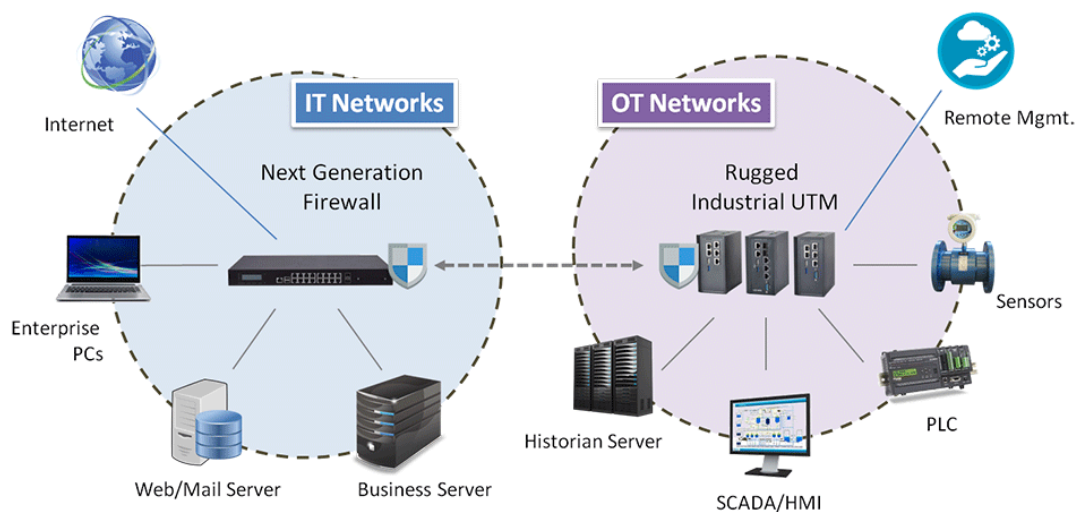 IT Networks
OT Networks
Internet
Remote Mgmt.
Next Generation
Firewall
Rugged
Industrial UTM
Enterprise
PCs
Sensors
Web/Mail Server
Business Server
Historian Server
SCADA/HMI
PLC